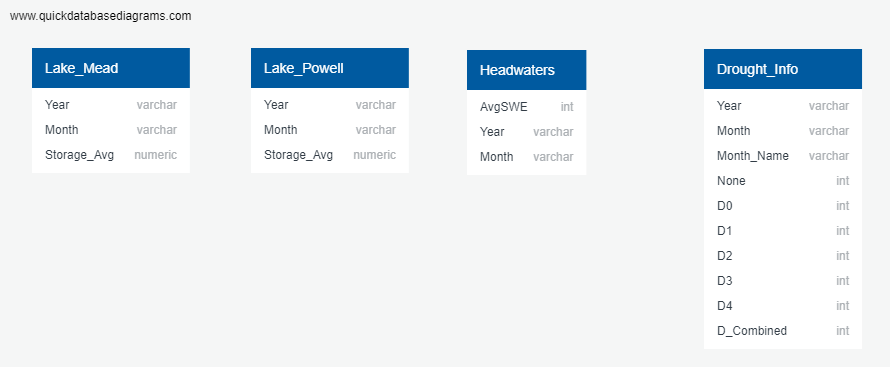 www.quickdatabasediagrams.com
Lake_Mead
Year varchar
Month varchar
Storage_Avg numeric
Lake_Powell
Year varchar
Month varchar
Storage_Avg numeric
Headwaters
AvgSWE int
Year varchar
Month varchar
Drought_Info
Year varchar
Month varchar
Month_Name varchar
None int
D0 int
D1 int
D2 int
D3 int
D4 int
D_Combined int